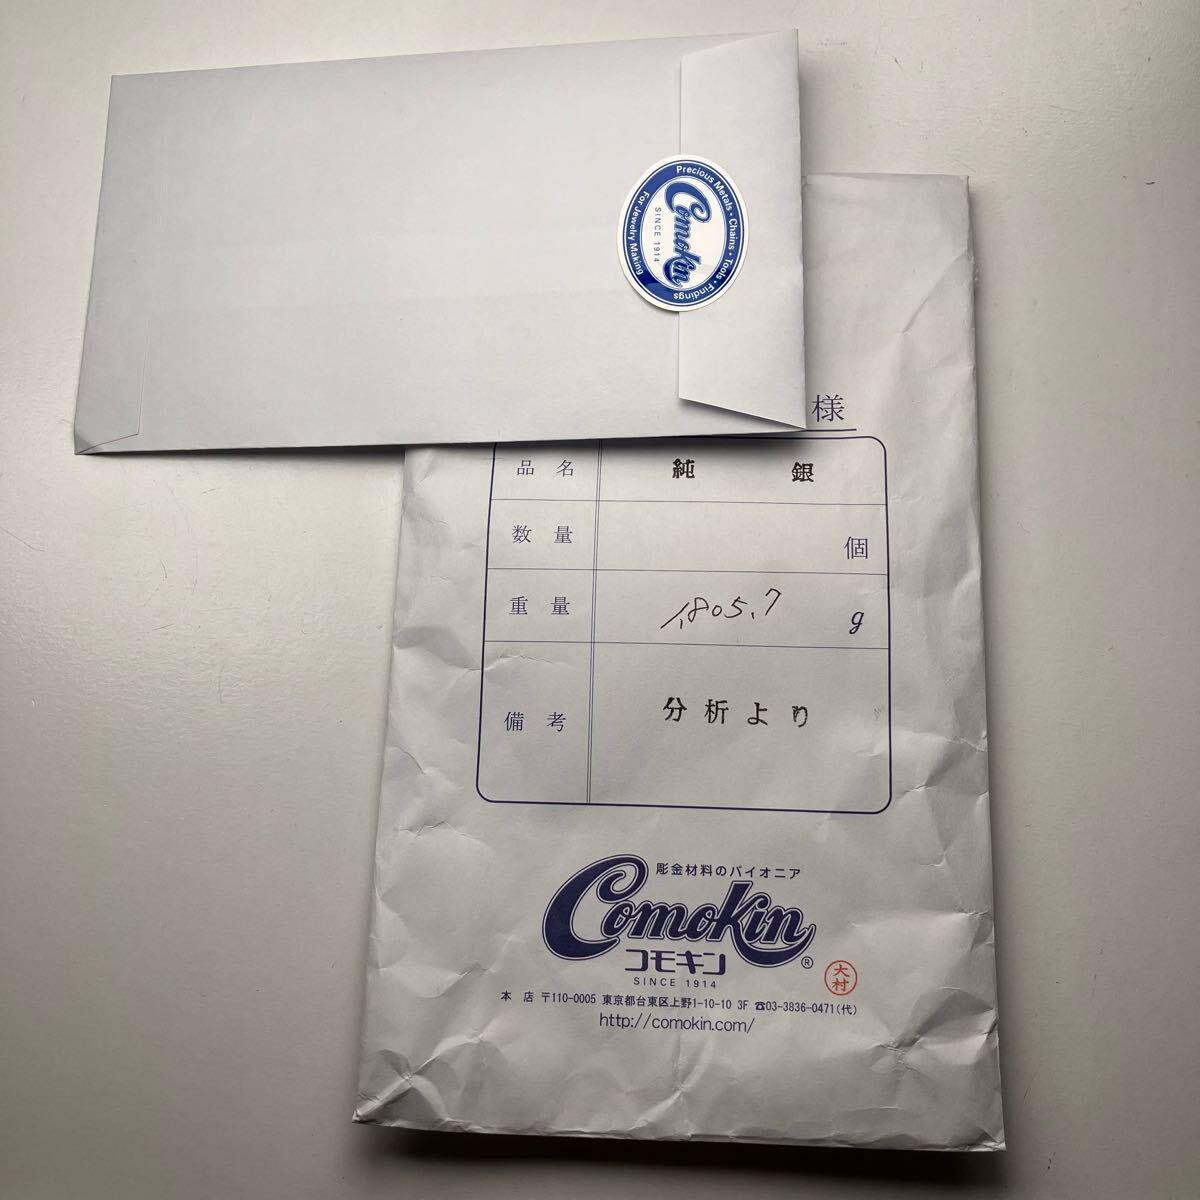 Precious Metals・Chains・Tools・Findings
Comokin
SINCE 1914
For Jewelry Making
様
品名 純銀
数量 個
重量 1,805.7 g
備考 分析より
彫金材料のパイオニア
Comokin®
コモキン
SINCE 1914
大村
本 店 〒110-0005 東京都台東区上野1-10-10 3F ☎03-3836-0471(代)
http://comokin.com/